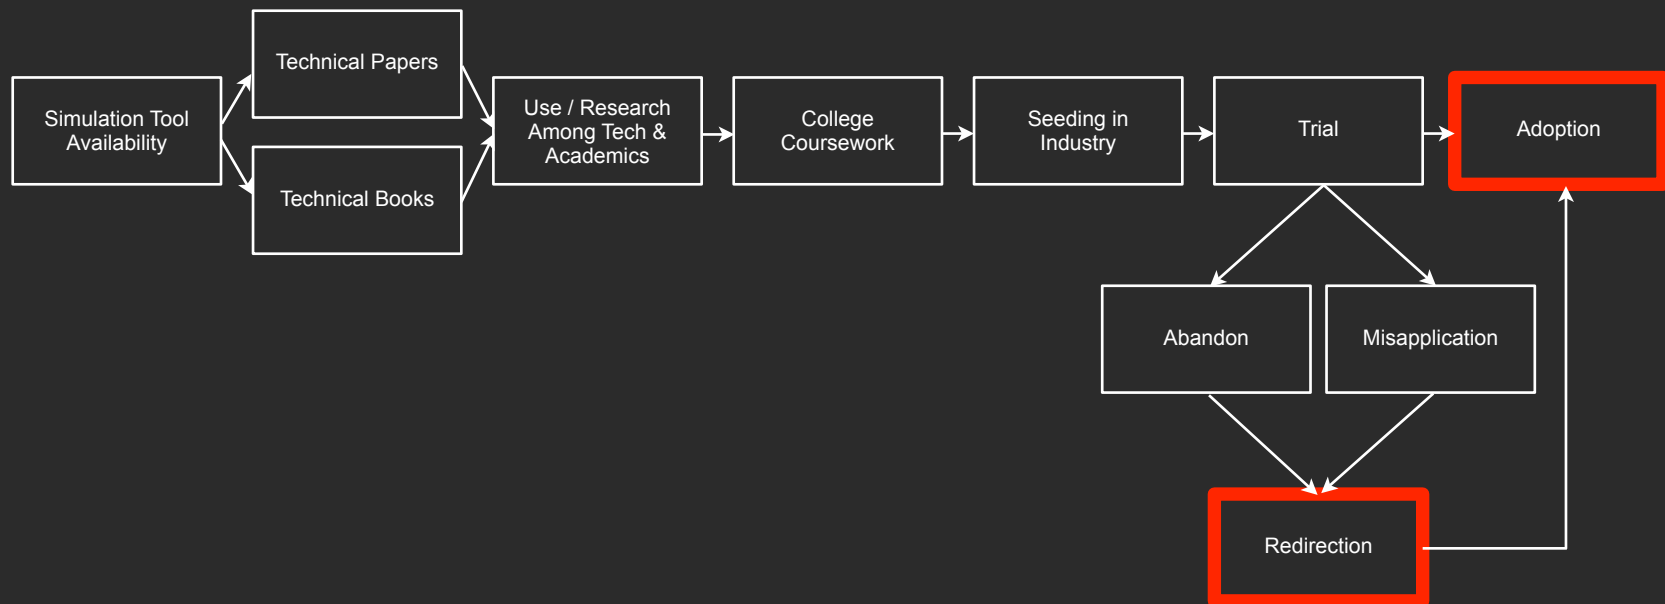 Simulation Tool
Availability
Technical Papers
Technical Books
Use / Research
Among Tech &
Academics
College
Coursework
Seeding in
Industry
Trial
Adoption
Abandon
Misapplication
Redirection